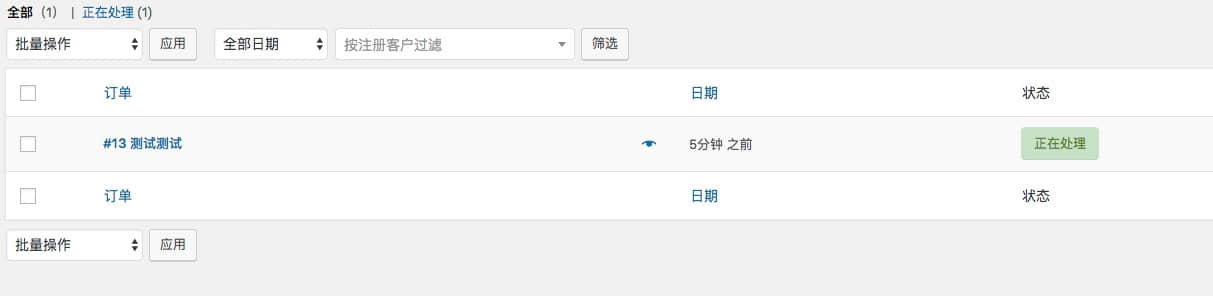 全部 (1) | 正在处理 (1)
批量操作 应用 全部日期 按注册客户过滤 筛选
订单 日期 状态
#13 测试测试 5分钟 之前 正在处理
订单 日期 状态
批量操作 应用